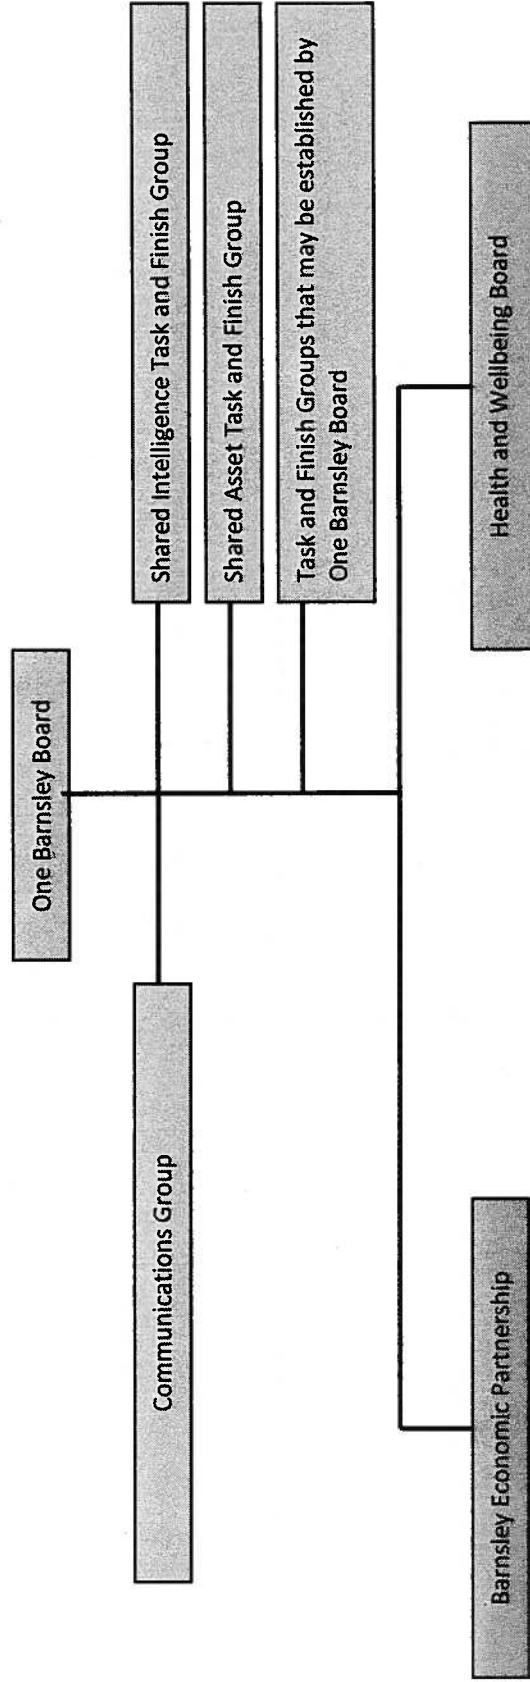 One Barnsley Board
Communications Group
Shared Intelligence Task and Finish Group
Shared Asset Task and Finish Group
Task and Finish Groups that may be established by
One Barnsley Board
Barnsley Economic Partnership
Health and Wellbeing Board